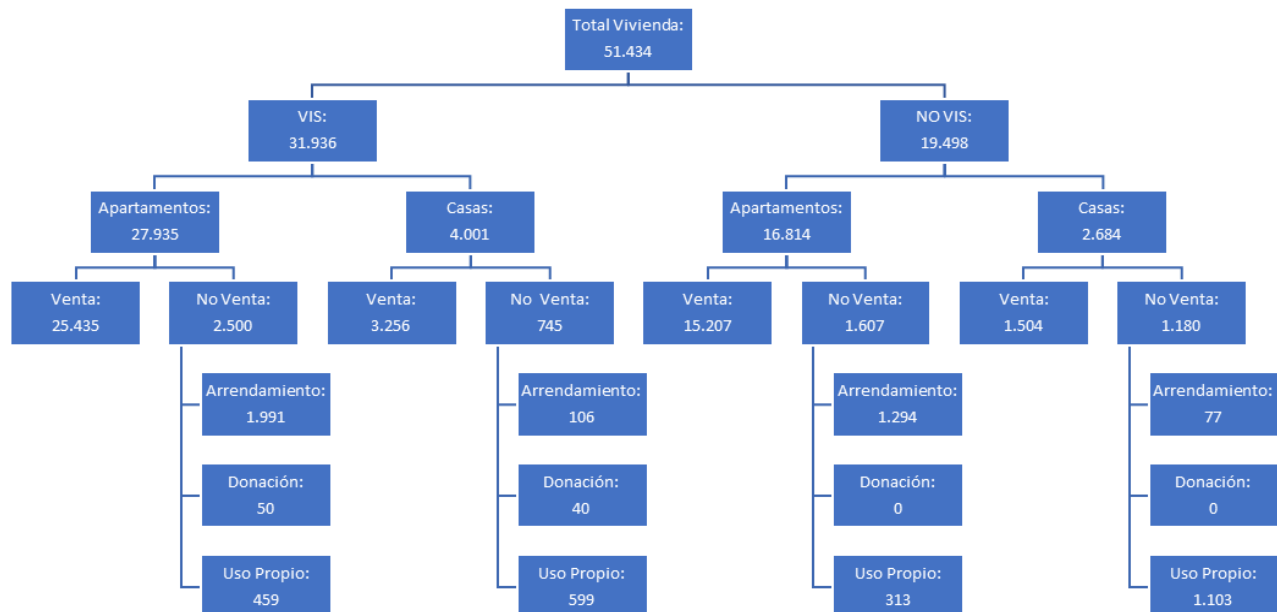 Total Vivienda:
51.434
VIS:
31.936
NO VIS:
19.498
Apartamentos:
27.935
Casas:
4.001
Apartamentos:
16.814
Casas:
2.684
Venta:
25.435
No Venta:
2.500
Venta:
3.256
No Venta:
745
Venta:
15.207
No Venta:
1.607
Venta:
1.504
No Venta:
1.180
Arrendamiento:
1.991
Arrendamiento:
106
Arrendamiento:
1.294
Arrendamiento:
77
Donación:
50
Donación:
40
Donación:
0
Donación:
0
Uso Propio:
459
Uso Propio:
599
Uso Propio:
313
Uso Propio:
1.103